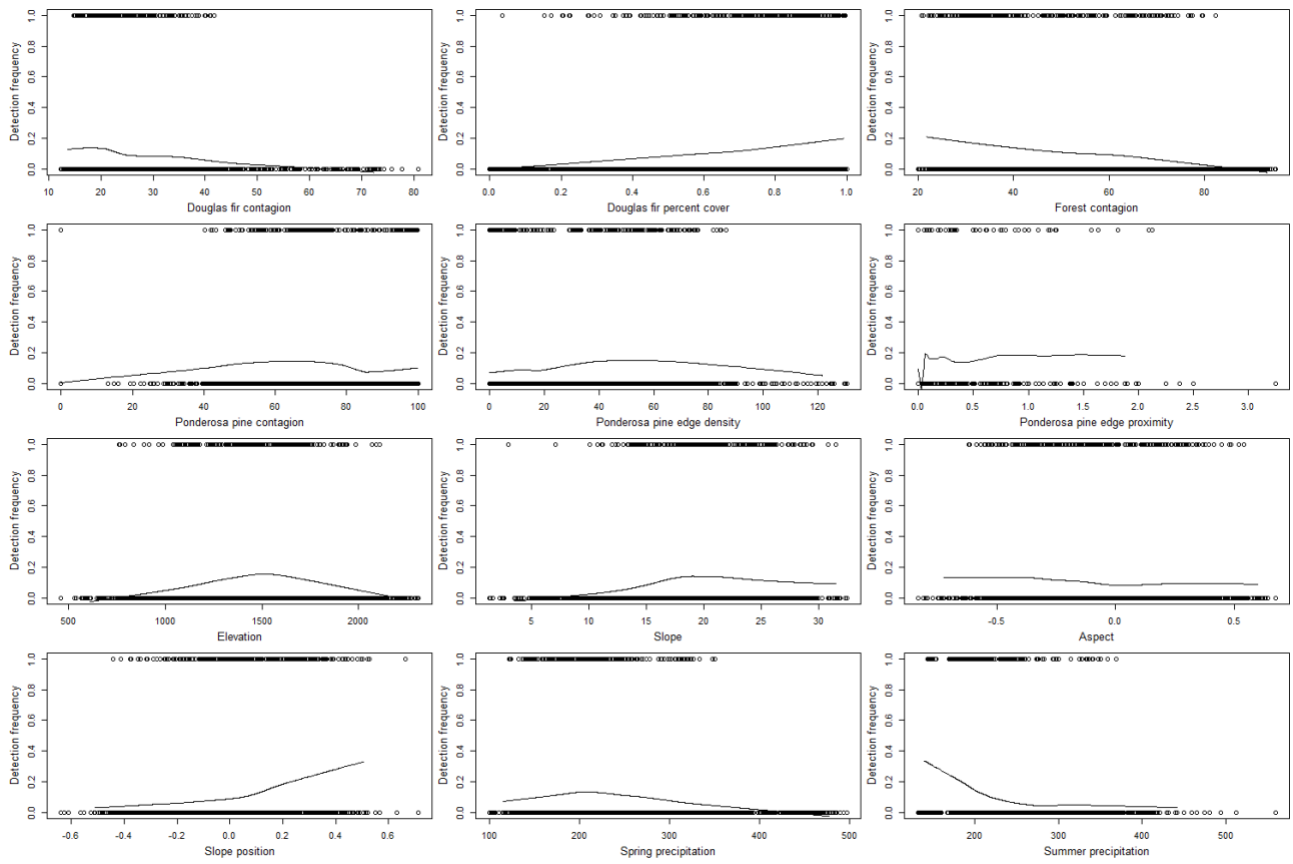 Detection frequency
0.0 0.2 0.4 0.6 0.8 1.0
10 20 30 40 50 60 70 80
Douglas fir contagion
Detection frequency
0.0 0.2 0.4 0.6 0.8 1.0
0.0 0.2 0.4 0.6 0.8 1.0
Douglas fir percent cover
Detection frequency
0.0 0.2 0.4 0.6 0.8 1.0
20 40 60 80
Forest contagion
Detection frequency
0.0 0.2 0.4 0.6 0.8 1.0
0 20 40 60 80 100
Ponderosa pine contagion
Detection frequency
0.0 0.2 0.4 0.6 0.8 1.0
0 20 40 60 80 100 120
Ponderosa pine edge density
Detection frequency
0.0 0.2 0.4 0.6 0.8 1.0
0.0 0.5 1.0 1.5 2.0 2.5 3.0
Ponderosa pine edge proximity
Detection frequency
0.0 0.2 0.4 0.6 0.8 1.0
500 1000 1500 2000
Elevation
Detection frequency
0.0 0.2 0.4 0.6 0.8 1.0
5 10 15 20 25 30
Slope
Detection frequency
0.0 0.2 0.4 0.6 0.8 1.0
-0.5 0.0 0.5
Aspect
Detection frequency
0.0 0.2 0.4 0.6 0.8 1.0
-0.6 -0.4 -0.2 0.0 0.2 0.4 0.6
Slope position
Detection frequency
0.0 0.2 0.4 0.6 0.8 1.0
100 200 300 400 500
Spring precipitation
Detection frequency
0.0 0.2 0.4 0.6 0.8 1.0
200 300 400 500
Summer precipitation